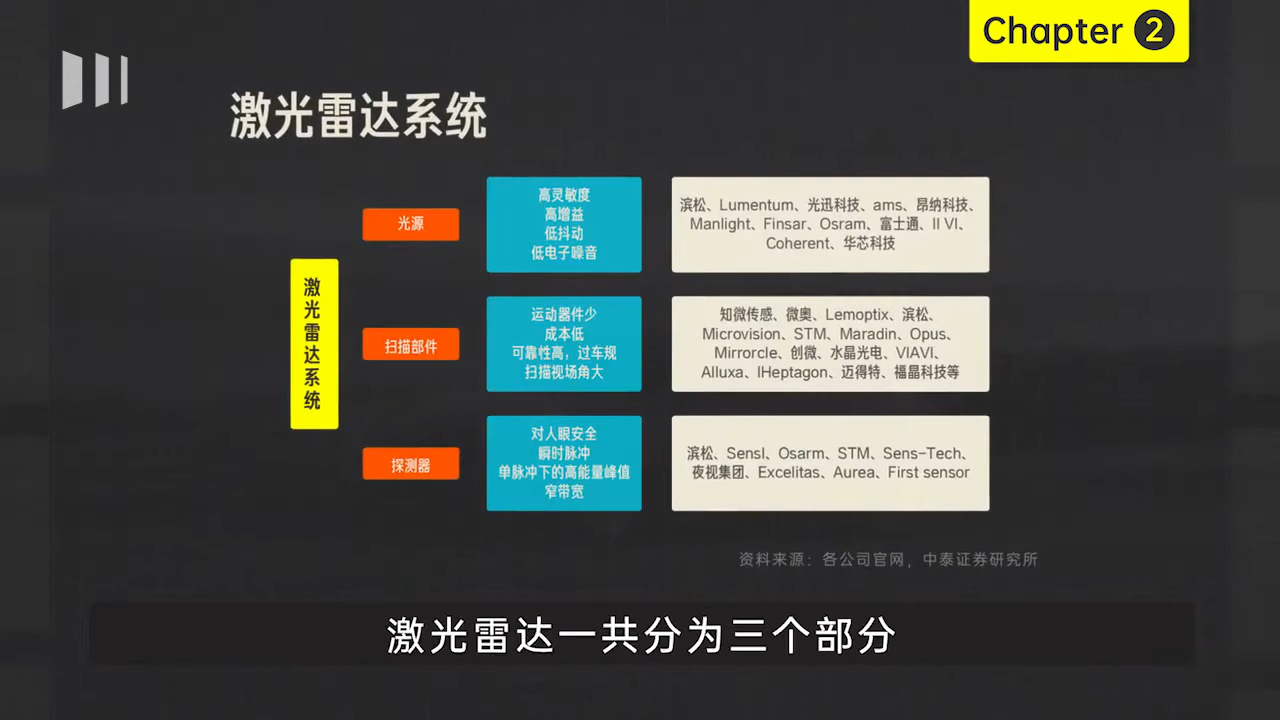 Chapter 2
激光雷达系统
激光雷达系统
光源
高灵敏度
高增益
低抖动
低电子噪音
滨松、Lumentum、光迅科技、ams、昂纳科技、
Manlight、Finsar、Osram、富士通、II VI、
Coherent、华芯科技
扫描部件
运动器件少
成本低
可靠性高，过车规
扫描视场角大
知微传感、微奥、Lemoptix、滨松、
Microvision、STM、Maradin、Opus、
Mirrorcle、创微、水晶光电、VIAVI、
Alluxa、IHeptagon、迈得特、福晶科技等
探测器
对人眼安全
瞬时脉冲
单脉冲下的高能量峰值
窄带宽
滨松、SensI、Osarm、STM、Sens-Tech、
夜视集团、Excelitas、Aurea、First sensor
资料来源：各公司官网，中泰证券研究所
激光雷达一共分为三个部分